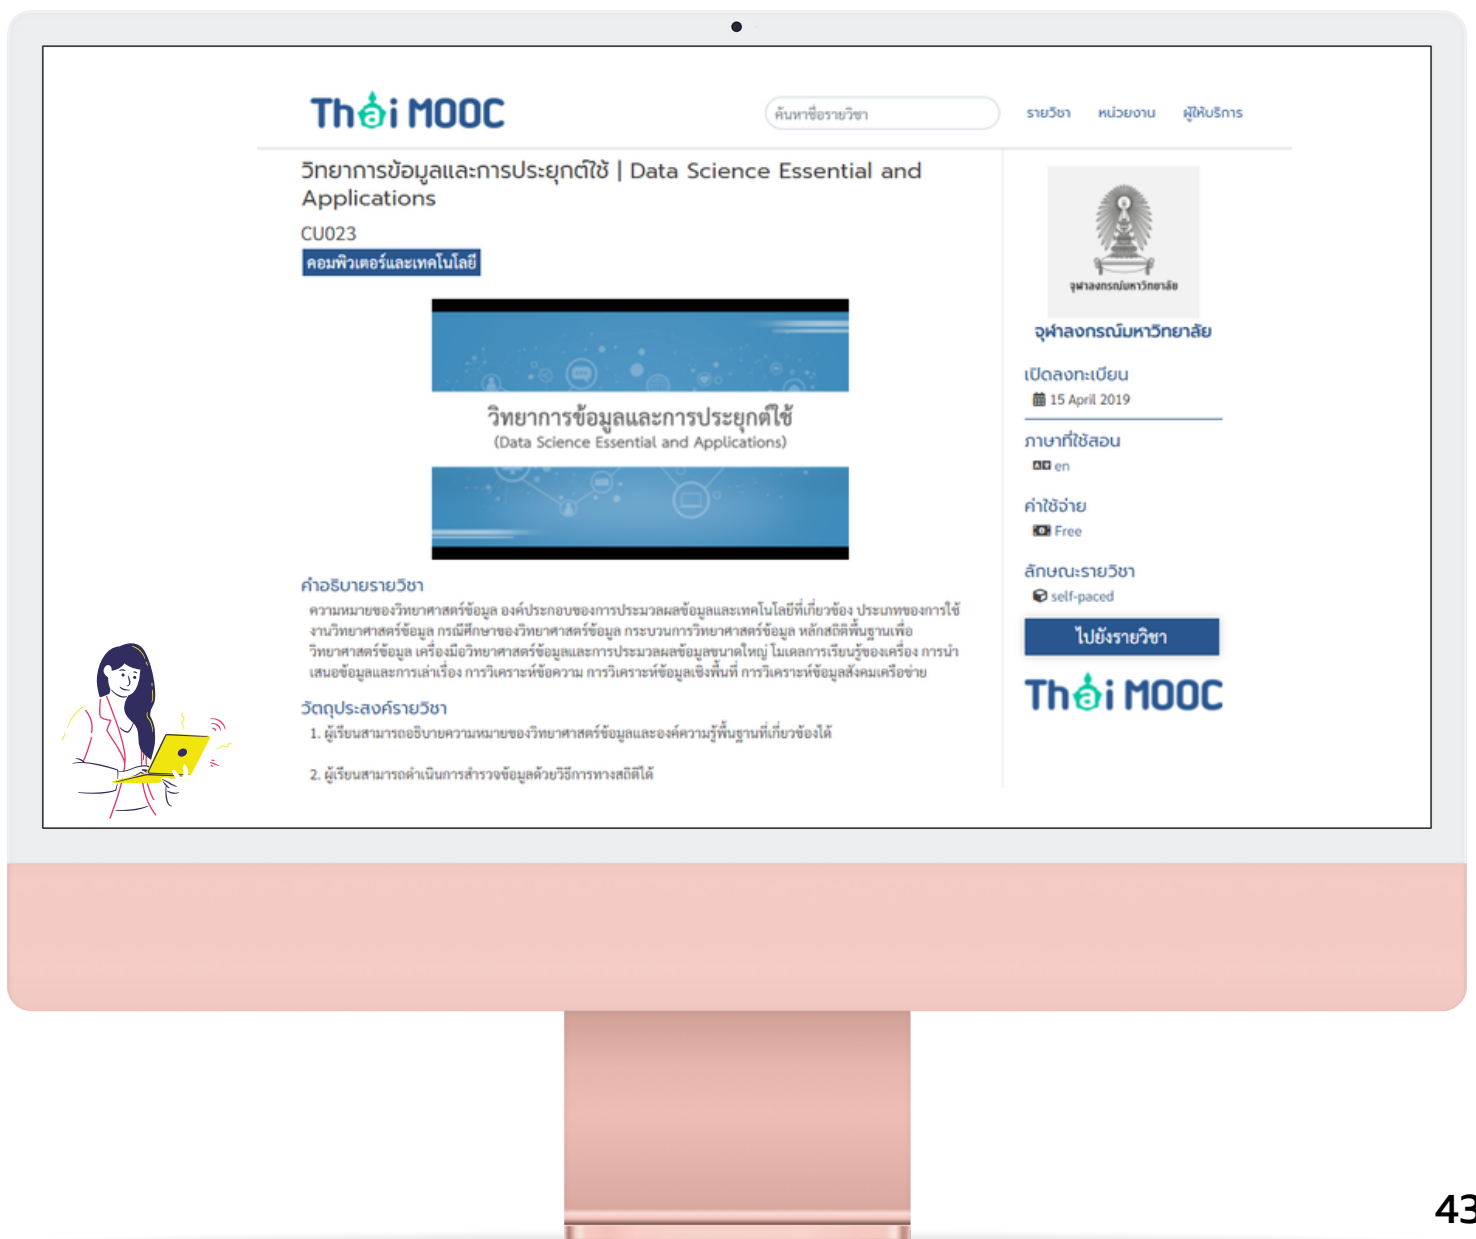 Thai MOOC
ค้นหาชื่อรายวิชา
รายวิชา หน่วยงาน ผู้ให้บริการ
วิทยาการข้อมูลและการประยุกต์ใช้ | Data Science Essential and
Applications
CU023
คอมพิวเตอร์และเทคโนโลยี
วิทยาการข้อมูลและการประยุกต์ใช้
(Data Science Essential and Applications)
คำอธิบายรายวิชา
ความหมายของวิทยาศาสตร์ข้อมูล องค์ประกอบของการประมวลผลข้อมูลและเทคโนโลยีที่เกี่ยวข้อง ประเภทของการใช้
งานวิทยาศาสตร์ข้อมูล กรณีศึกษาของวิทยาศาสตร์ข้อมูล กระบวนการวิทยาศาสตร์ข้อมูล หลักสถิติพื้นฐานเพื่อ
วิทยาศาสตร์ข้อมูล เครื่องมือวิทยาศาสตร์ข้อมูลและการประมวลผลข้อมูลขนาดใหญ่ โมเดลการเรียนรู้ของเครื่อง การนำ
เสนอข้อมูลและการเล่าเรื่อง การวิเคราะห์ข้อความ การวิเคราะห์ข้อมูลเชิงพื้นที่ การวิเคราะห์ข้อมูลสังคมเครือข่าย
วัตถุประสงค์รายวิชา
1. ผู้เรียนสามารถอธิบายความหมายของวิทยาศาสตร์ข้อมูลและองค์ความรู้พื้นฐานที่เกี่ยวข้องได้
2. ผู้เรียนสามารถดำเนินการสำรวจข้อมูลด้วยวิธีการทางสถิติได้
จุฬาลงกรณ์มหาวิทยาลัย
จุฬาลงกรณ์มหาวิทยาลัย
เปิดลงทะเบียน
15 April 2019
ภาษาที่ใช้สอน
en
ค่าใช้จ่าย
Free
ลักษณะรายวิชา
self-paced
ไปยังรายวิชา
Thai MOOC
43